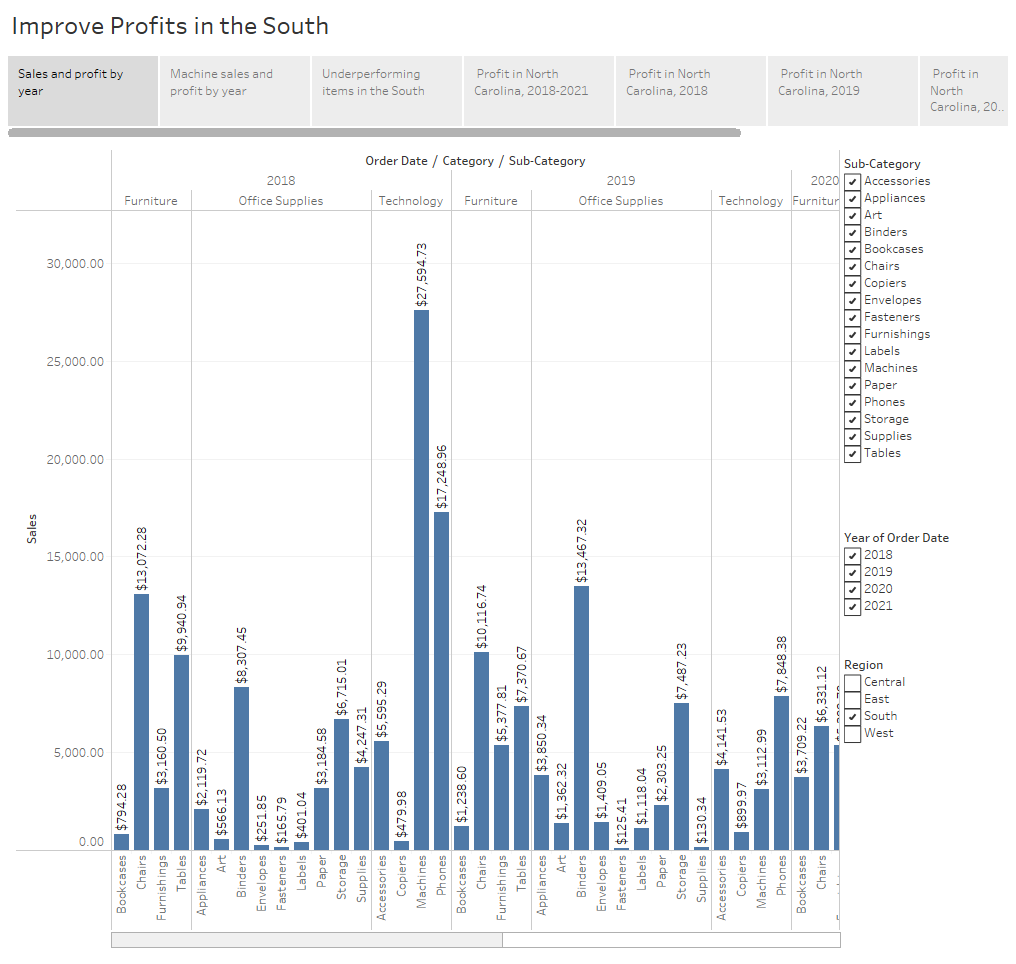 Improve Profits in the South
Sales and profit by
year
Machine sales and
profit by year
Underperforming
items in the South
Profit in North
Carolina, 2018-2021
Profit in North
Carolina, 2018
Profit in North
Carolina, 2019
Profit in
North
Carolina, 20..
Order Date / Category / Sub-Category
2018
2019
2020
Furniture
Office Supplies
Technology
Furniture
Office Supplies
Technology
Furnitur
Sales
30,000.00
25,000.00
20,000.00
15,000.00
10,000.00
5,000.00
0.00
$794.28
$13,072.28
$3,160.50
$9,940.94
$2,119.72
$566.13
$8,307.45
$251.85
$165.79
$401.04
$3,184.58
$6,715.01
$4,247.31
$5,595.29
$479.98
$27,594.73
$17,248.96
$1,238.60
$10,116.74
$5,377.81
$7,370.67
$3,850.34
$1,362.32
$13,467.32
$1,409.05
$125.41
$1,118.04
$2,303.25
$7,487.23
$130.34
$4,141.53
$899.97
$3,112.99
$7,848.38
$3,709.22
$6,331.12
Bookcases
Chairs
Furnishings
Tables
Appliances
Art
Binders
Envelopes
Fasteners
Labels
Paper
Storage
Supplies
Accessories
Copiers
Machines
Phones
Bookcases
Chairs
Furnishings
Tables
Appliances
Art
Binders
Envelopes
Fasteners
Labels
Paper
Storage
Supplies
Accessories
Copiers
Machines
Phones
Bookcases
Chairs
Sub-Category
Accessories
Appliances
Art
Binders
Bookcases
Chairs
Copiers
Envelopes
Fasteners
Furnishings
Labels
Machines
Paper
Phones
Storage
Supplies
Tables
Year of Order Date
2018
2019
2020
2021
Region
Central
East
South
West